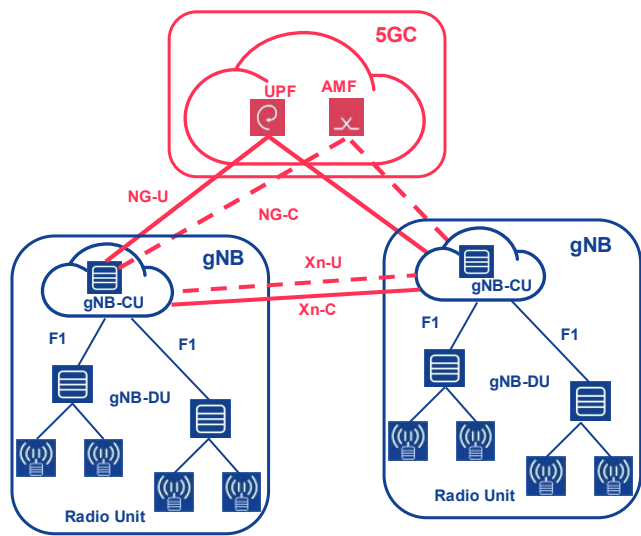 5GC
UPF
AMF
NG-U
NG-C
gNB
gNB
Xn-U
gNB-CU
gNB-CU
Xn-C
F1
F1
F1
F1
gNB-DU
gNB-DU
Radio Unit
Radio Unit